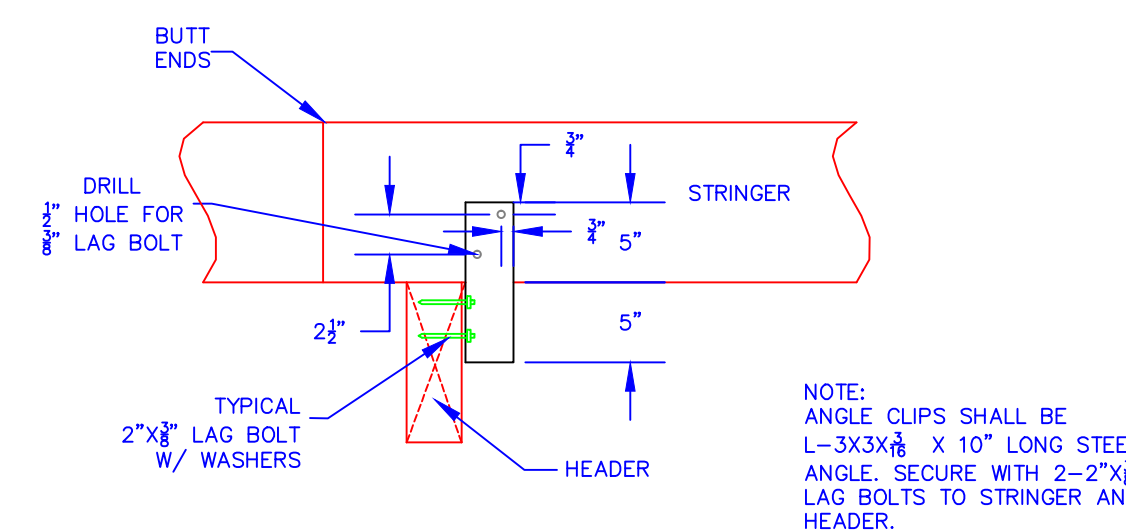 BUTT
ENDS
3/4"
DRILL
1/2" HOLE FOR
3/8" LAG BOLT
STRINGER
3/4"
5"
2 1/2"
5"
TYPICAL
2"X3/8" LAG BOLT
W/ WASHERS
HEADER
NOTE:
ANGLE CLIPS SHALL BE
L-3X3X3/16 X 10" LONG STEE
ANGLE. SECURE WITH 2-2"X
LAG BOLTS TO STRINGER AN
HEADER.